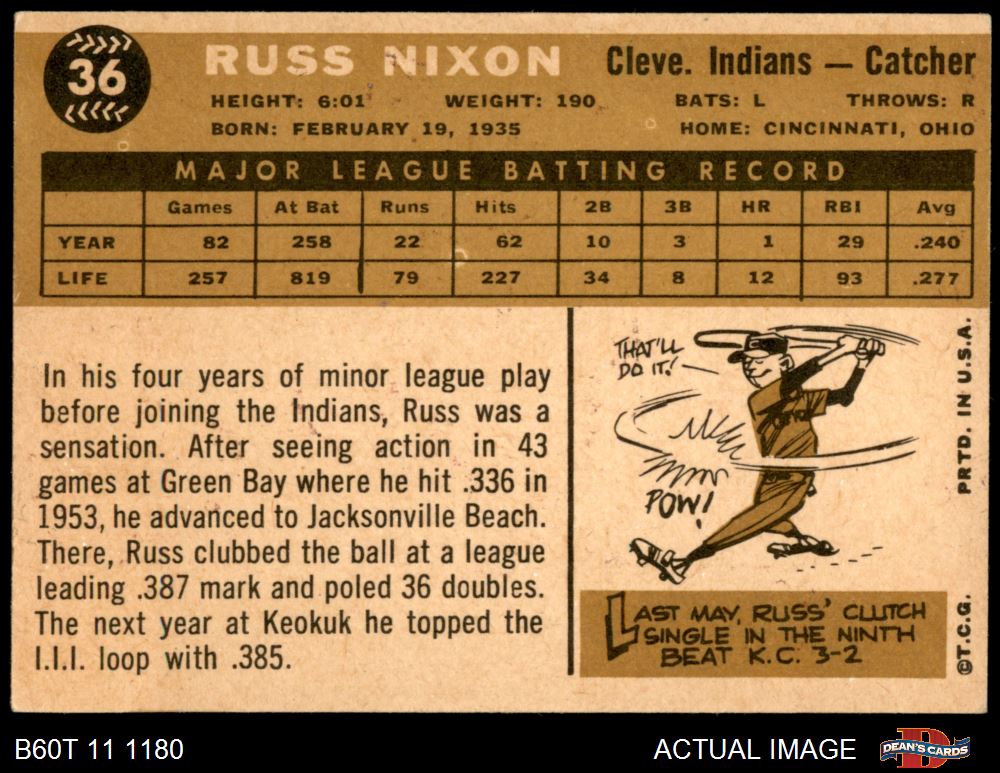 36
RUSS NIXON Cleve. Indians — Catcher
HEIGHT: 6:01 WEIGHT: 190 BATS: L THROWS: R
BORN: FEBRUARY 19, 1935 HOME: CINCINNATI, OHIO
MAJOR LEAGUE BATTING RECORD
Games At Bat Runs Hits 2B 3B HR RBI Avg
YEAR 82 258 22 62 10 3 1 29 .240
LIFE 257 819 79 227 34 8 12 93 .277
In his four years of minor league play
before joining the Indians, Russ was a
sensation. After seeing action in 43
games at Green Bay where he hit .336 in
1953, he advanced to Jacksonville Beach.
There, Russ clubbed the ball at a league
leading .387 mark and poled 36 doubles.
The next year at Keokuk he topped the
I.I.I. loop with .385.
THAT'LL
DO IT!
POW!
LAST MAY, RUSS' CLUTCH
SINGLE IN THE NINTH
BEAT K.C. 3-2
PRTD. IN U.S.A.
©T.C.G.
B60T 11 1180 ACTUAL IMAGE DEAN'S CARDS